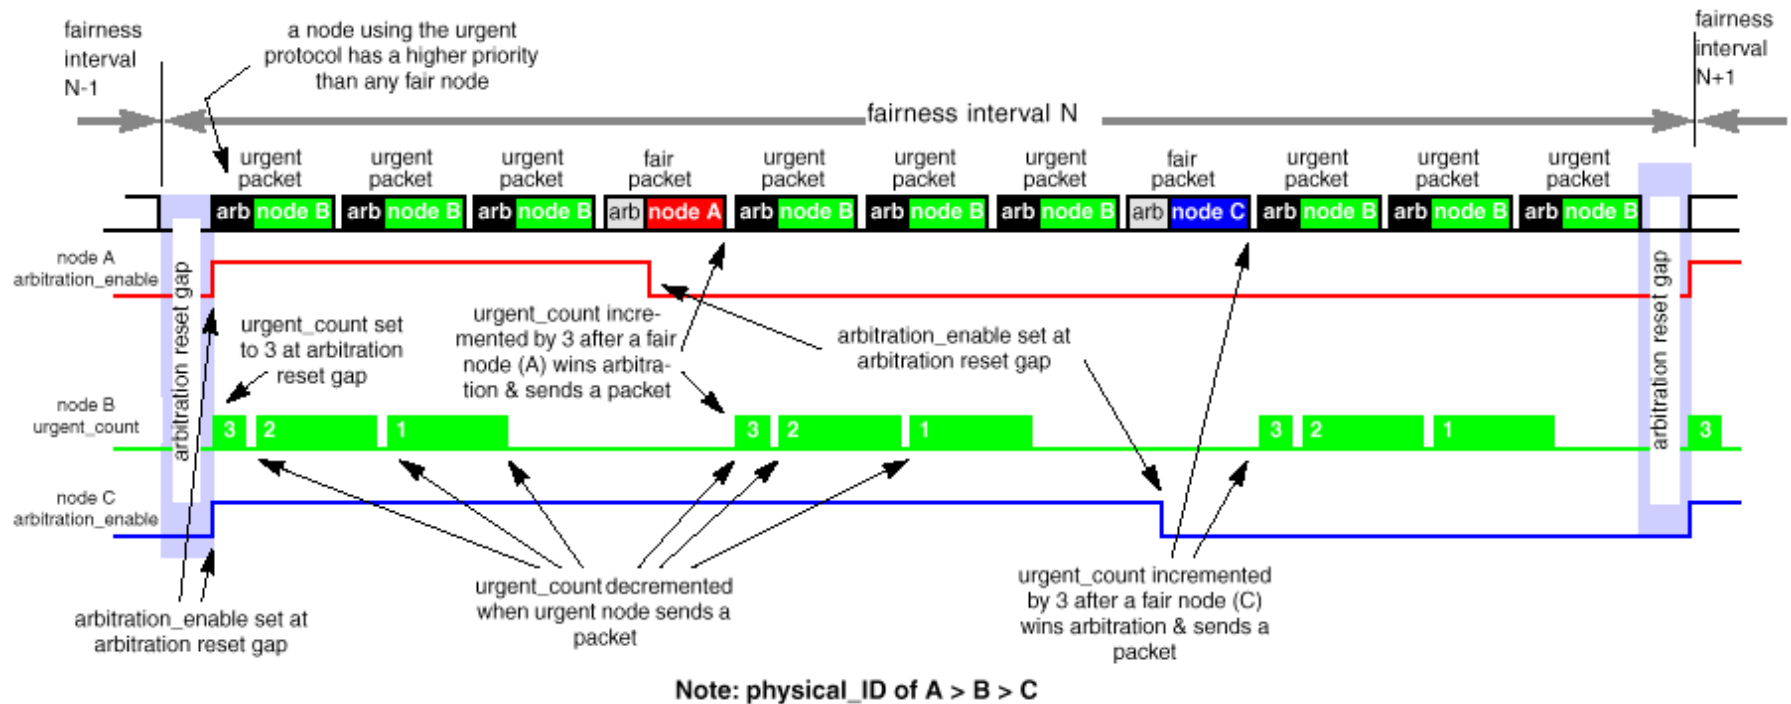 fairness
interval
N-1
a node using the urgent
protocol has a higher priority
than any fair node
fairness
interval
N+1
fairness interval N
urgent
packet
urgent
packet
urgent
packet
fair
packet
urgent
packet
urgent
packet
urgent
packet
fair
packet
urgent
packet
urgent
packet
urgent
packet
arb node B
arb node B
arb node B
arb node A
arb node B
arb node B
arb node B
arb node C
arb node B
arb node B
arb node B
node A
arbitration_enable
arbitration reset gap
arbitration reset gap
urgent_count set
to 3 at arbitration
reset gap
urgent_count incre-
mented by 3 after a fair
node (A) wins arbitra-
tion & sends a packet
arbitration_enable set at
arbitration reset gap
node B
urgent_count
3 2 1 3 2 1 3 2 1 3
node C
arbitration_enable
arbitration_enable set at
arbitration reset gap
urgent_count decremented
when urgent node sends a
packet
urgent_count incremented
by 3 after a fair node (C)
wins arbitration & sends a
packet
Note: physical_ID of A > B > C